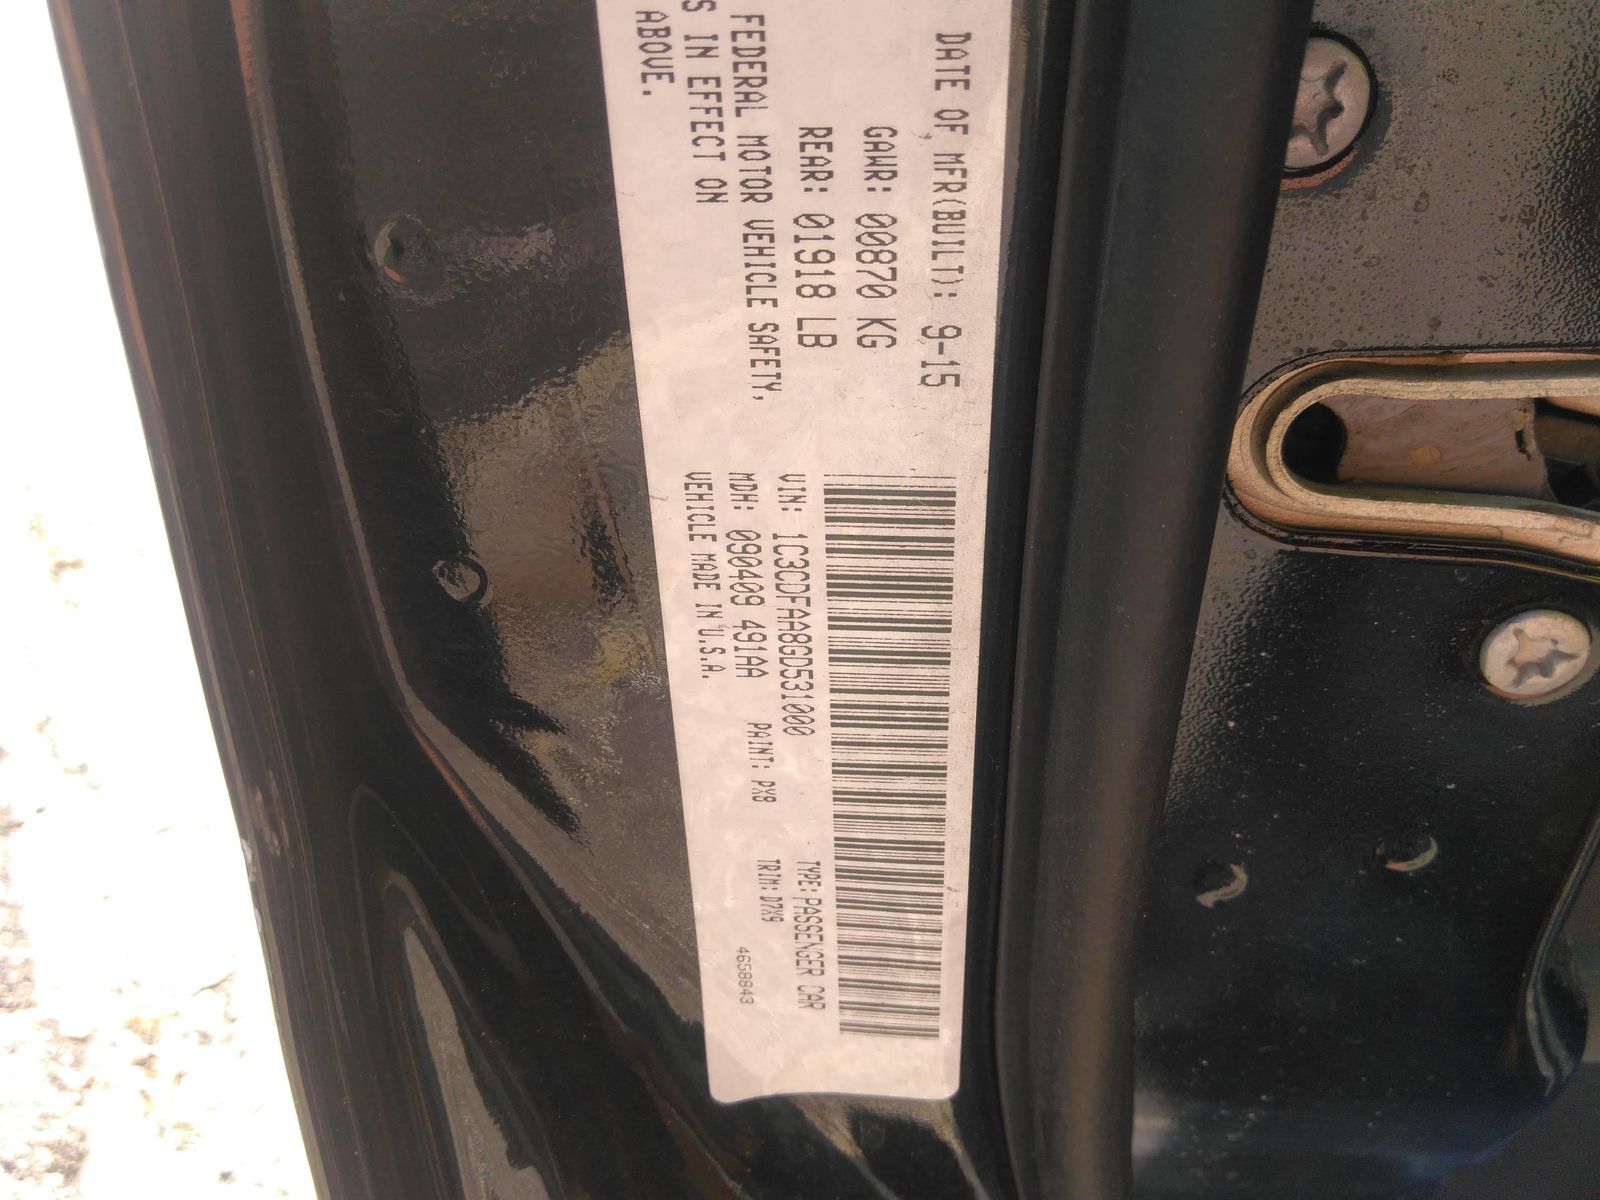 DATE OF MFR(BUILT): 9-15
GAWR: 00870 KG
REAR: 01918 LB
FEDERAL MOTOR VEHICLE SAFETY,
S IN EFFECT ON
ABOVE.
VIN: 1C3CDFAA8GD531000
TYPE: PASSENGER CAR
MDH: 090409 491AA
PAINT: PX8
TRIM: D7X9
VEHICLE MADE IN U.S.A.
4658843